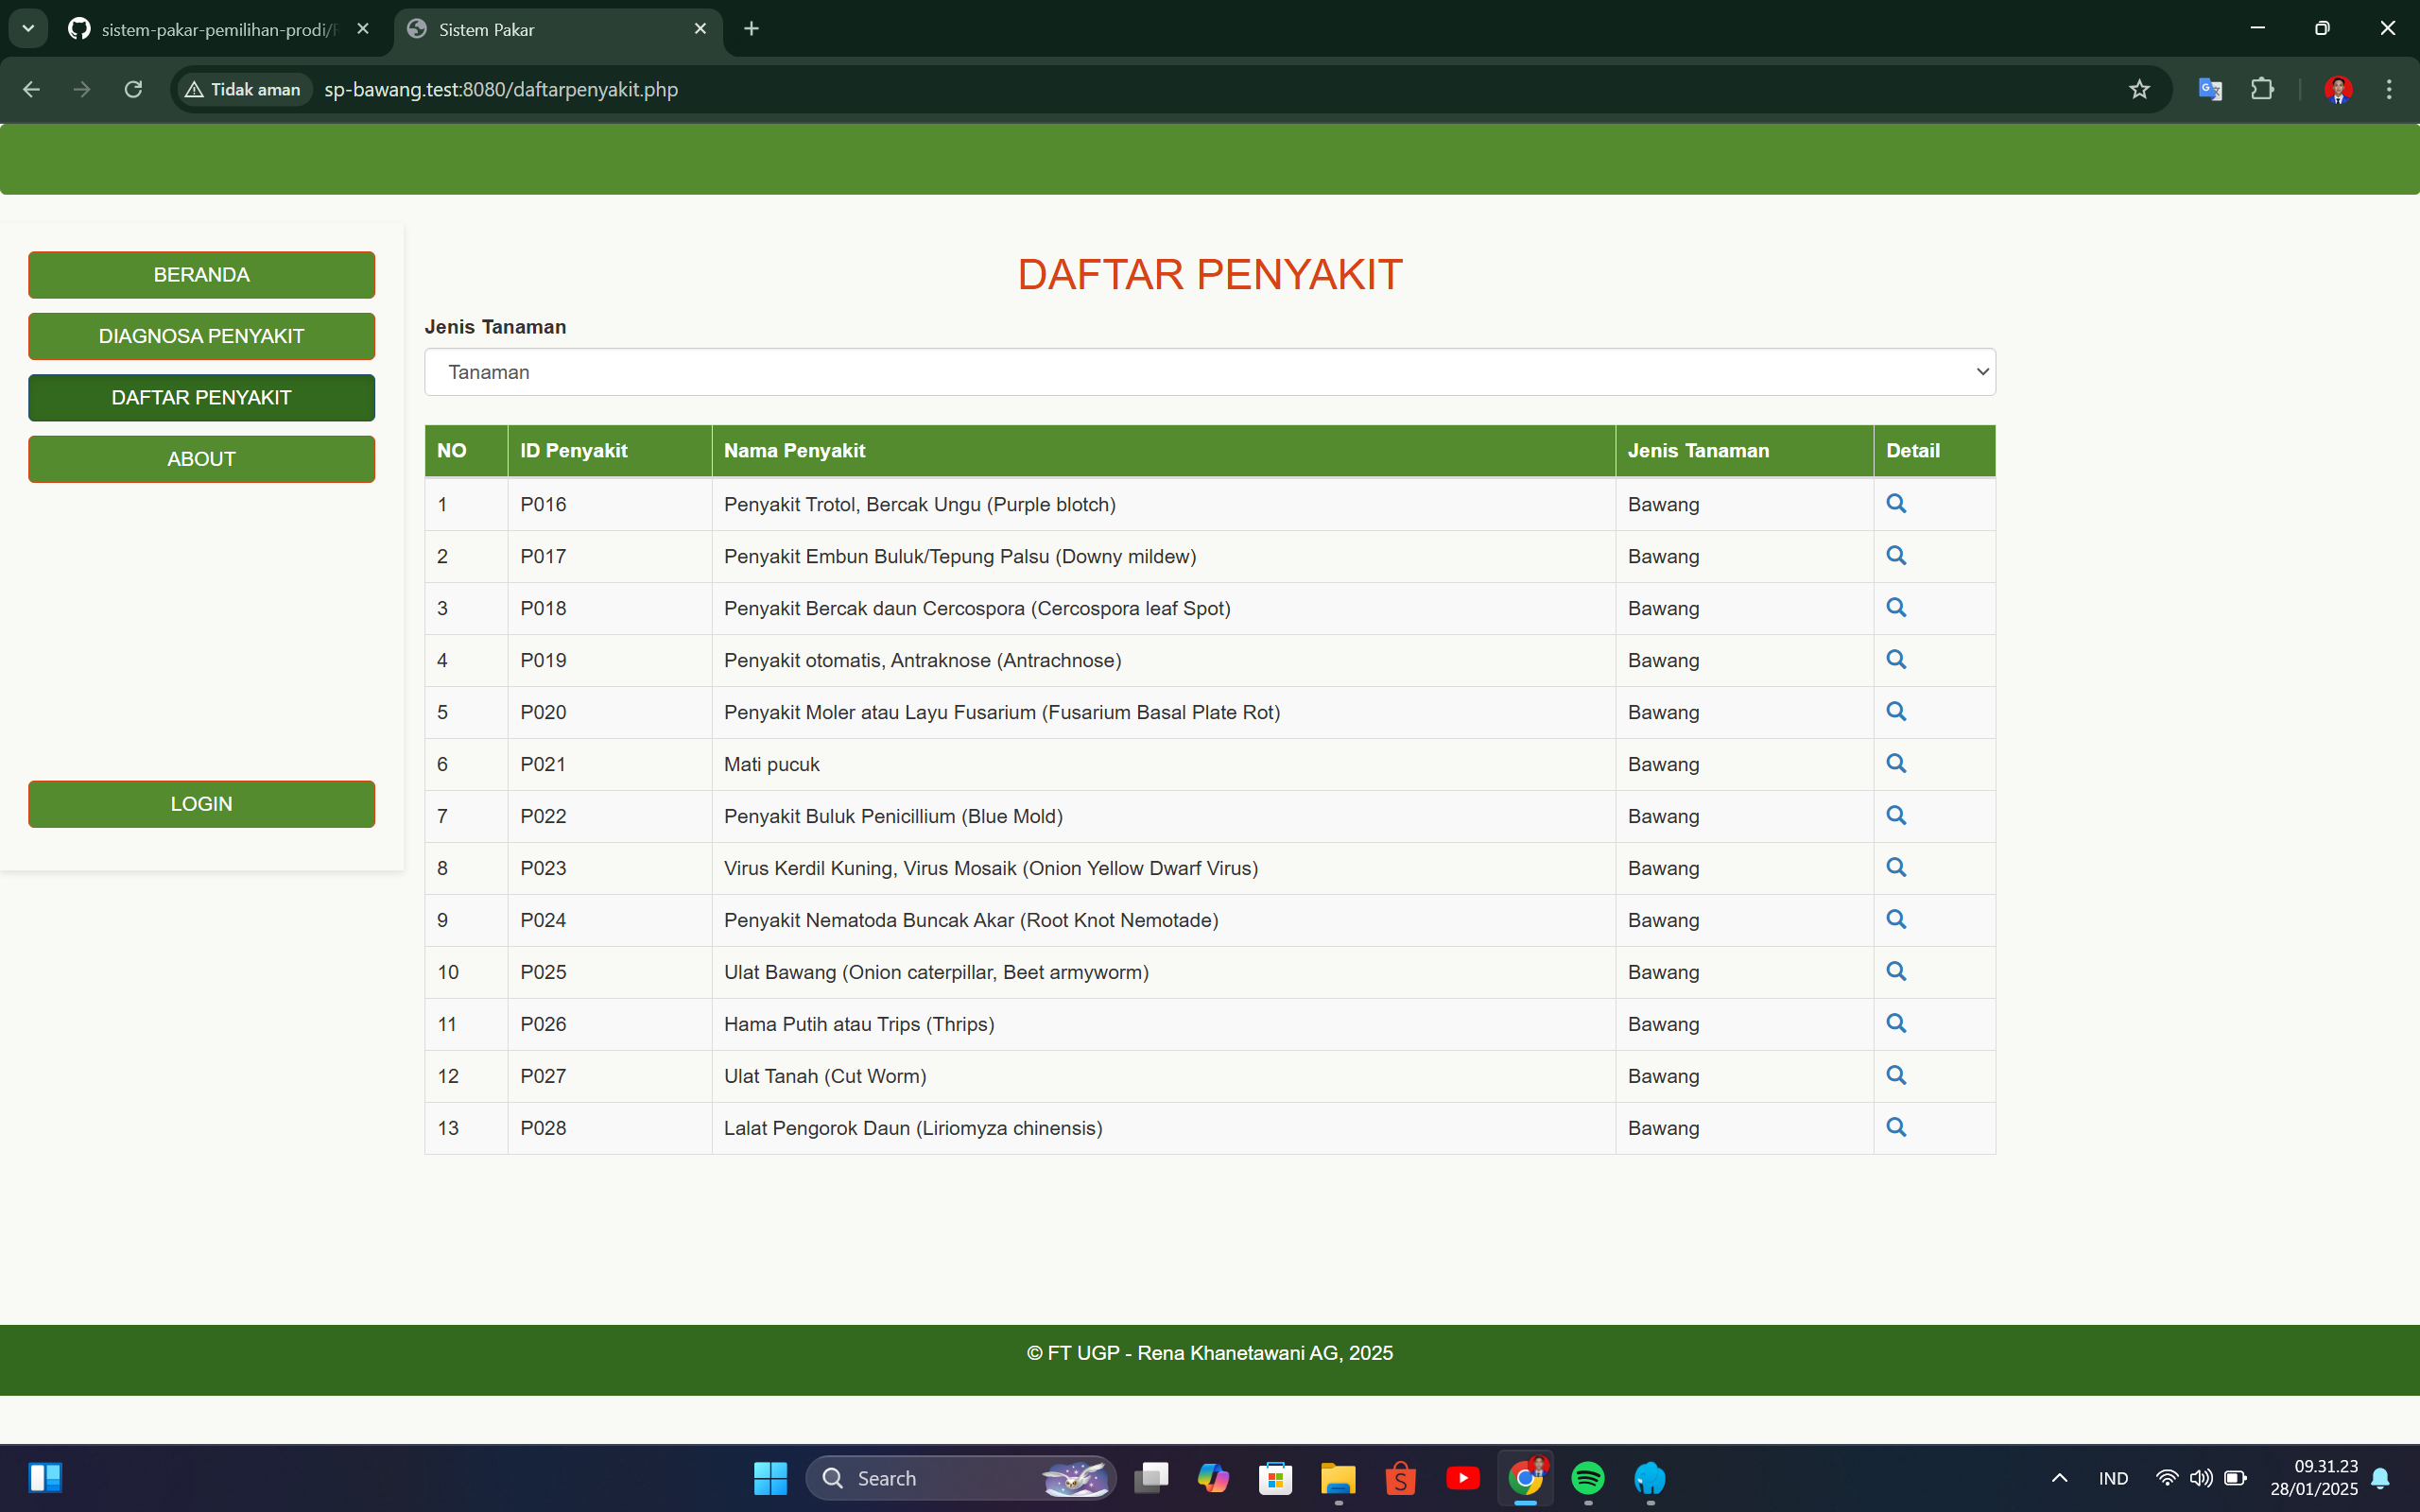 sistem-pakar-pemilihan-prodi/
Sistem Pakar
Tidak aman
sp-bawang.test:8080/daftarpenyakit.php
BERANDA
DIAGNOSA PENYAKIT
DAFTAR PENYAKIT
ABOUT
LOGIN
DAFTAR PENYAKIT
Jenis Tanaman
Tanaman
NO ID Penyakit Nama Penyakit Jenis Tanaman Detail
1 P016 Penyakit Trotol, Bercak Ungu (Purple blotch) Bawang
2 P017 Penyakit Embun Buluk/Tepung Palsu (Downy mildew) Bawang
3 P018 Penyakit Bercak daun Cercospora (Cercospora leaf Spot) Bawang
4 P019 Penyakit otomatis, Antraknose (Antrachnose) Bawang
5 P020 Penyakit Moler atau Layu Fusarium (Fusarium Basal Plate Rot) Bawang
6 P021 Mati pucuk Bawang
7 P022 Penyakit Buluk Penicillium (Blue Mold) Bawang
8 P023 Virus Kerdil Kuning, Virus Mosaik (Onion Yellow Dwarf Virus) Bawang
9 P024 Penyakit Nematoda Buncak Akar (Root Knot Nemotade) Bawang
10 P025 Ulat Bawang (Onion caterpillar, Beet armyworm) Bawang
11 P026 Hama Putih atau Trips (Thrips) Bawang
12 P027 Ulat Tanah (Cut Worm) Bawang
13 P028 Lalat Pengorok Daun (Liriomyza chinensis) Bawang
© FT UGP - Rena Khanetawani AG, 2025
Search
IND
09.31.23
28/01/2025